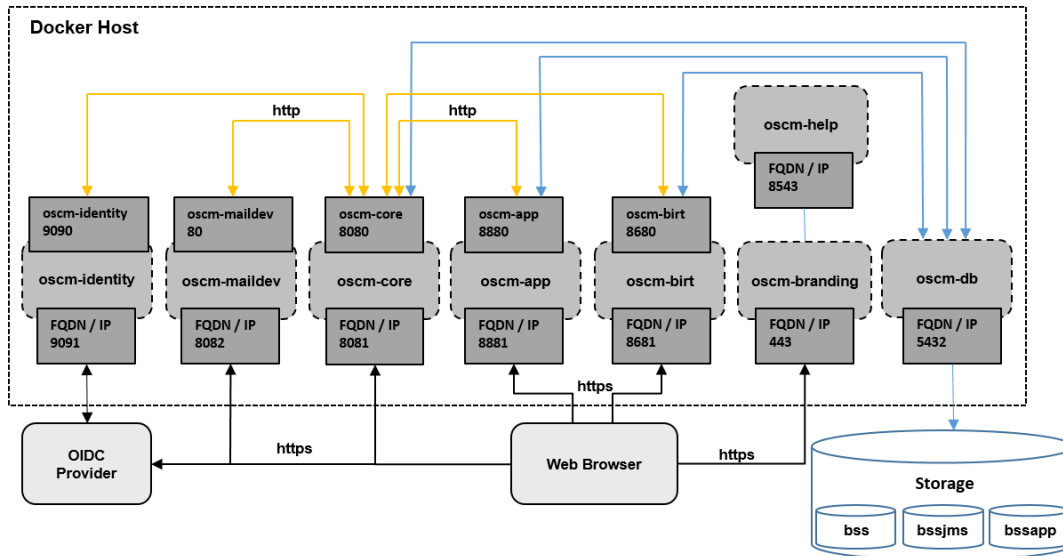 Docker Host
http
http
oscm-help
FQDN / IP
8543
oscm-identity
9090
oscm-maildev
80
oscm-core
8080
oscm-app
8880
oscm-birt
8680
oscm-identity
oscm-maildev
oscm-core
oscm-app
oscm-birt
oscm-branding
oscm-db
FQDN / IP
9091
FQDN / IP
8082
FQDN / IP
8081
FQDN / IP
8881
FQDN / IP
8681
FQDN / IP
443
FQDN / IP
5432
https
OIDC
Provider
https
Web Browser
https
Storage
bss
bssjms
bssapp